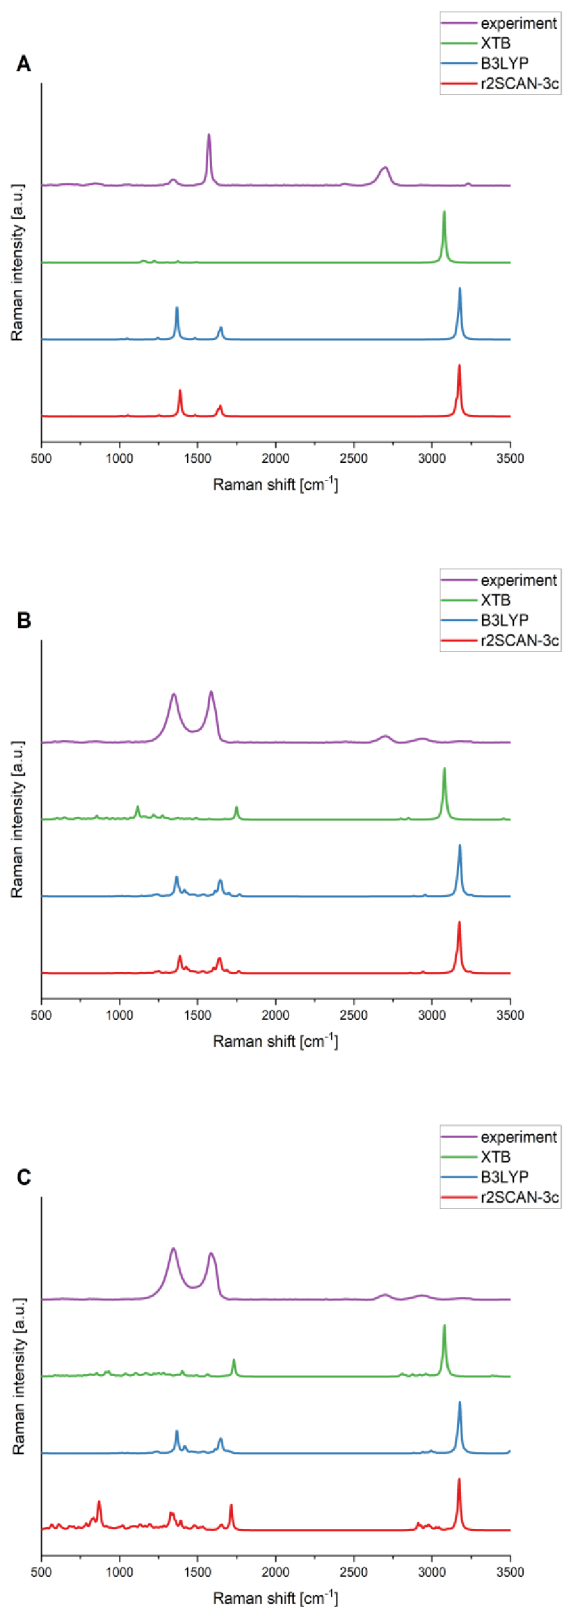 experiment
XTB
B3LYP
r2SCAN-3c
A
Raman intensity [a.u.]
500 1000 1500 2000 2500 3000 3500
Raman shift [cm-1]
experiment
XTB
B3LYP
r2SCAN-3c
B
Raman intensity [a.u.]
500 1000 1500 2000 2500 3000 3500
Raman shift [cm-1]
experiment
XTB
B3LYP
r2SCAN-3c
C
Raman intensity [a.u.]
500 1000 1500 2000 2500 3000 3500
Raman shift [cm-1]